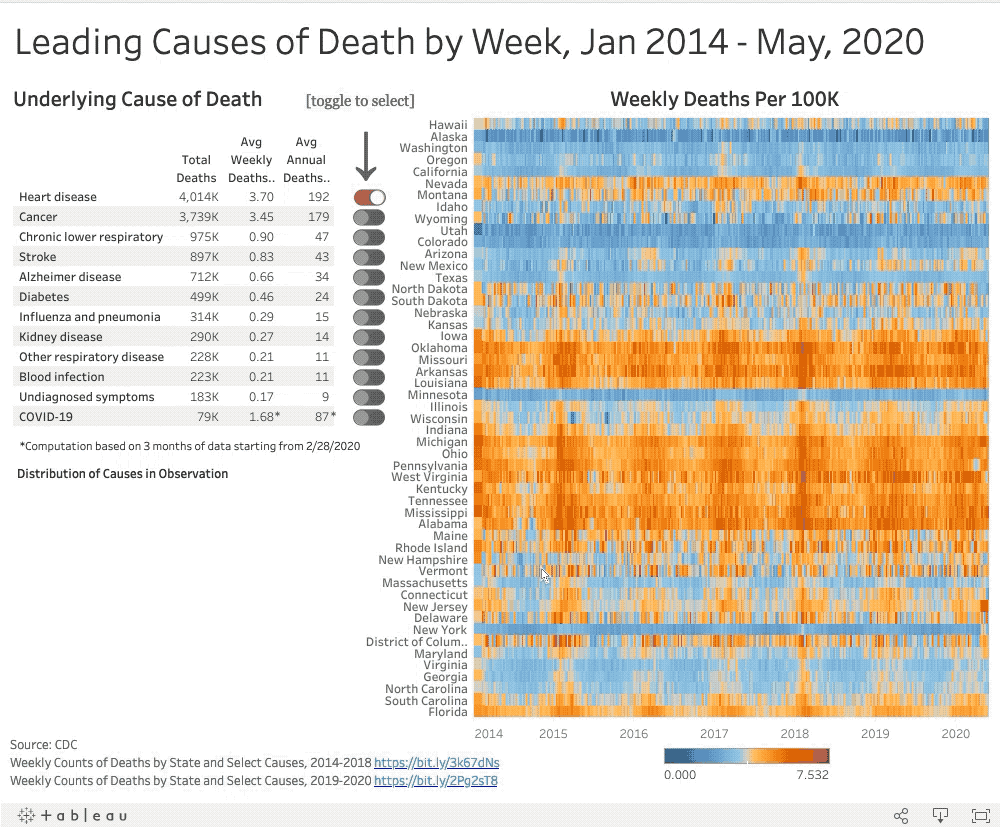 Leading Causes of Death by Week, Jan 2014 - May, 2020
Underlying Cause of Death
[toggle to select]
Total Deaths
Avg Weekly Deaths..
Avg Annual Deaths..
Heart disease 4,014K 3.70 192
Cancer 3,739K 3.45 179
Chronic lower respiratory 975K 0.90 47
Stroke 897K 0.83 43
Alzheimer disease 712K 0.66 34
Diabetes 499K 0.46 24
Influenza and pneumonia 314K 0.29 15
Kidney disease 290K 0.27 14
Other respiratory disease 228K 0.21 11
Blood infection 223K 0.21 11
Undiagnosed symptoms 183K 0.17 9
COVID-19 79K 1.68* 87*
*Computation based on 3 months of data starting from 2/28/2020
Distribution of Causes in Observation
Weekly Deaths Per 100K
Hawaii
Alaska
Washington
Oregon
California
Nevada
Montana
Idaho
Wyoming
Utah
Colorado
Arizona
New Mexico
Texas
North Dakota
South Dakota
Nebraska
Kansas
Iowa
Oklahoma
Missouri
Arkansas
Louisiana
Minnesota
Illinois
Wisconsin
Indiana
Michigan
Ohio
Pennsylvania
West Virginia
Kentucky
Tennessee
Mississippi
Alabama
Maine
Rhode Island
New Hampshire
Vermont
Massachusetts
Connecticut
New Jersey
Delaware
New York
District of Colum..
Maryland
Virginia
Georgia
North Carolina
South Carolina
Florida
2014 2015 2016 2017 2018 2019 2020
0.000 7.532
Source: CDC
Weekly Counts of Deaths by State and Select Causes, 2014-2018 https://bit.ly/3k67dNs
Weekly Counts of Deaths by State and Select Causes, 2019-2020 https://bit.ly/2Pg2sT8
+ableau